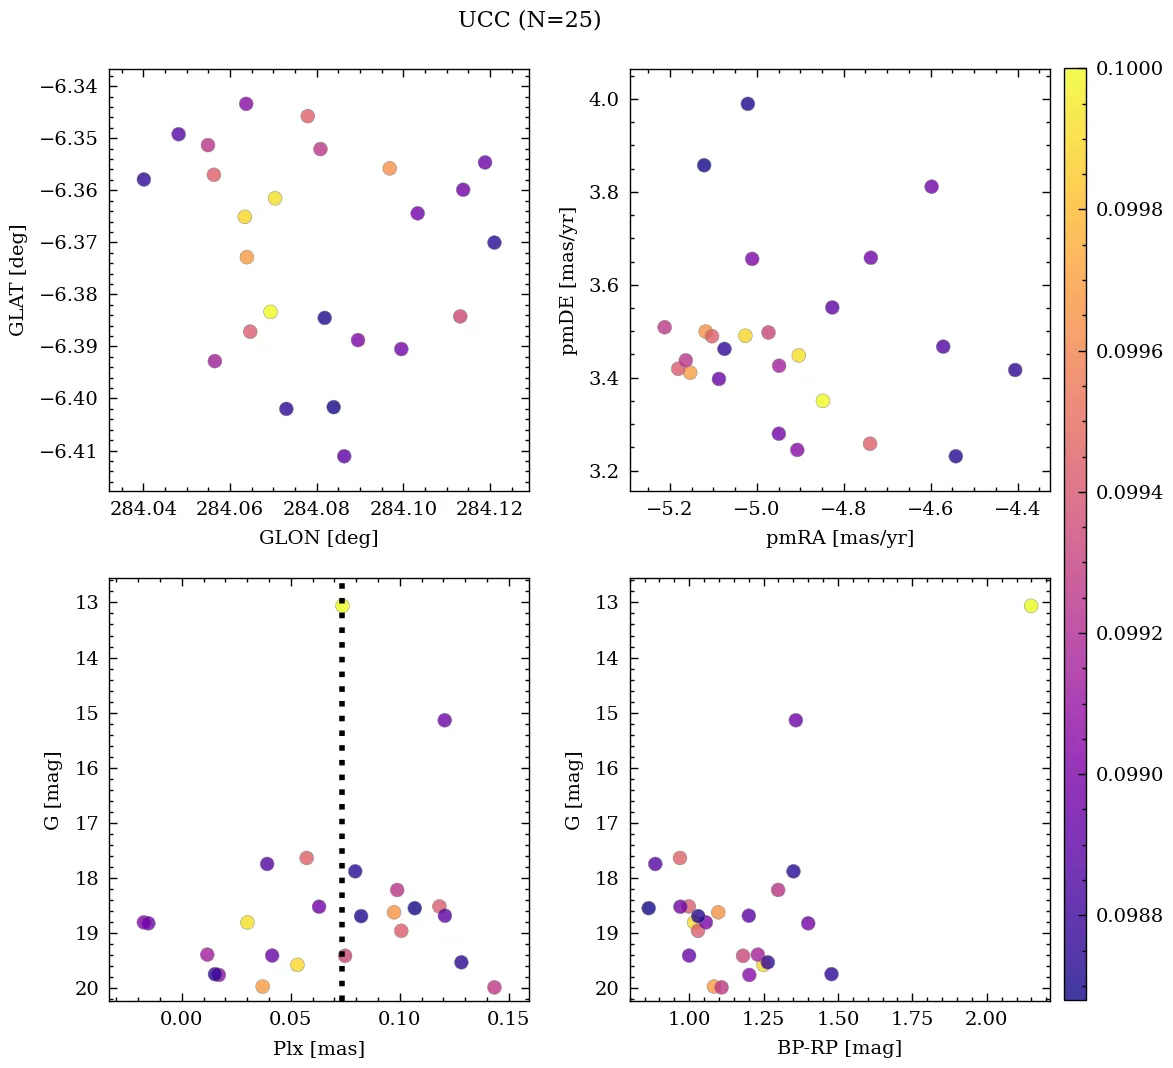 UCC (N=25)
−6.34
−6.35
−6.36
−6.37
−6.38
−6.39
−6.40
−6.41
GLAT [deg]
284.04 284.06 284.08 284.10 284.12
GLON [deg]
4.0
3.8
3.6
3.4
3.2
pmDE [mas/yr]
−5.2 −5.0 −4.8 −4.6 −4.4
pmRA [mas/yr]
0.1000
0.0998
0.0996
0.0994
0.0992
0.0990
0.0988
13
14
15
16
17
18
19
20
G [mag]
0.00 0.05 0.10 0.15
Plx [mas]
13
14
15
16
17
18
19
20
G [mag]
1.00 1.25 1.50 1.75 2.00
BP-RP [mag]